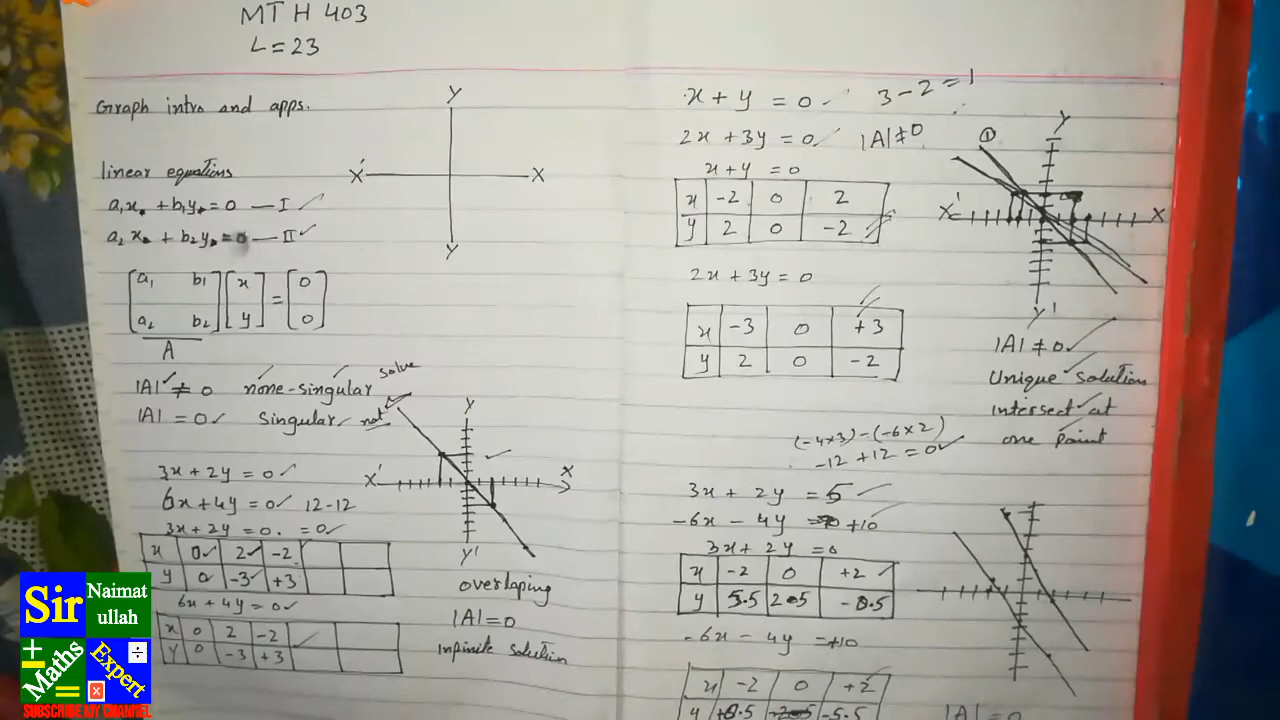 MTH 403
L = 23
Graph intro and apps.
Y
X' X
Y
linear equations
a₁x + b₁y = 0 — I
a₂x + b₂y = 0 — II
[a₁ b₁
a₂ b₂] [x
y] = [0
0]
A
|A| ≠ 0 none-singular solve
|A| = 0 singular not
3x + 2y = 0
6x + 4y = 0 12-12
3x + 2y = 0. = 0
x 0 2 -2
y 0 -3 +3
6x + 4y = 0
x 0 2 -2
y 0 -3 +3
Y
X' X
Y'
overlaping
|A| = 0
infinite solution
x + y = 0 3 - 2 = 1
2x + 3y = 0 |A| ≠ 0
x + y = 0
x -2 0 2
y 2 0 -2
2x + 3y = 0
x -3 0 +3
y 2 0 -2
①
Y
X' X
Y'
|A| ≠ 0
Unique solution
intersect at
one point
(-4×3) - (-6×2)
-12 + 12 = 0
3x + 2y = 5
-6x - 4y = +10
3x + 2y = 0
x -2 0 +2
y 5.5 2.5 -0.5
-6x - 4y = +10
x -2 0 +2
y -5.5
|A| = 0
Sir Naimat
ullah
Maths Expert
SUBSCRIBE MY CHANNEL